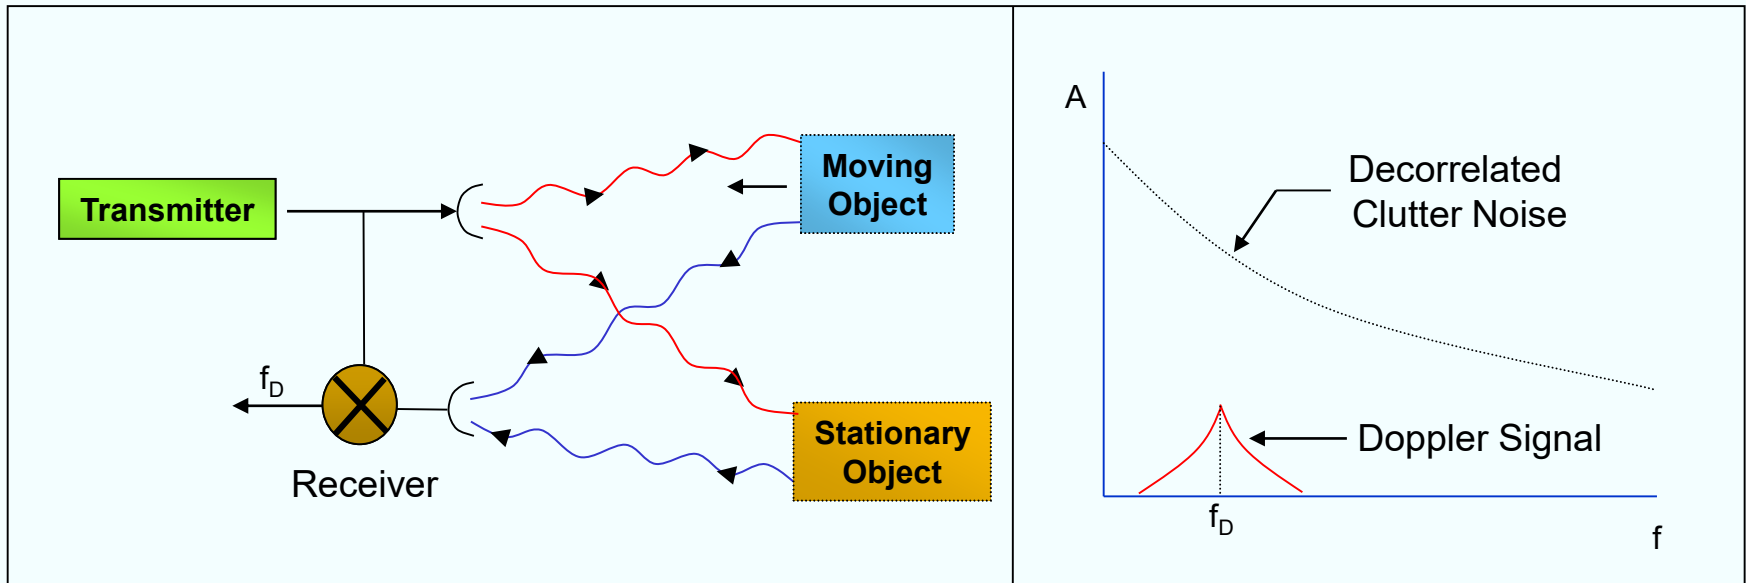 Transmitter
Moving
Object
f_D
Receiver
Stationary
Object
A
Decorrelated
Clutter Noise
Doppler Signal
f_D
f